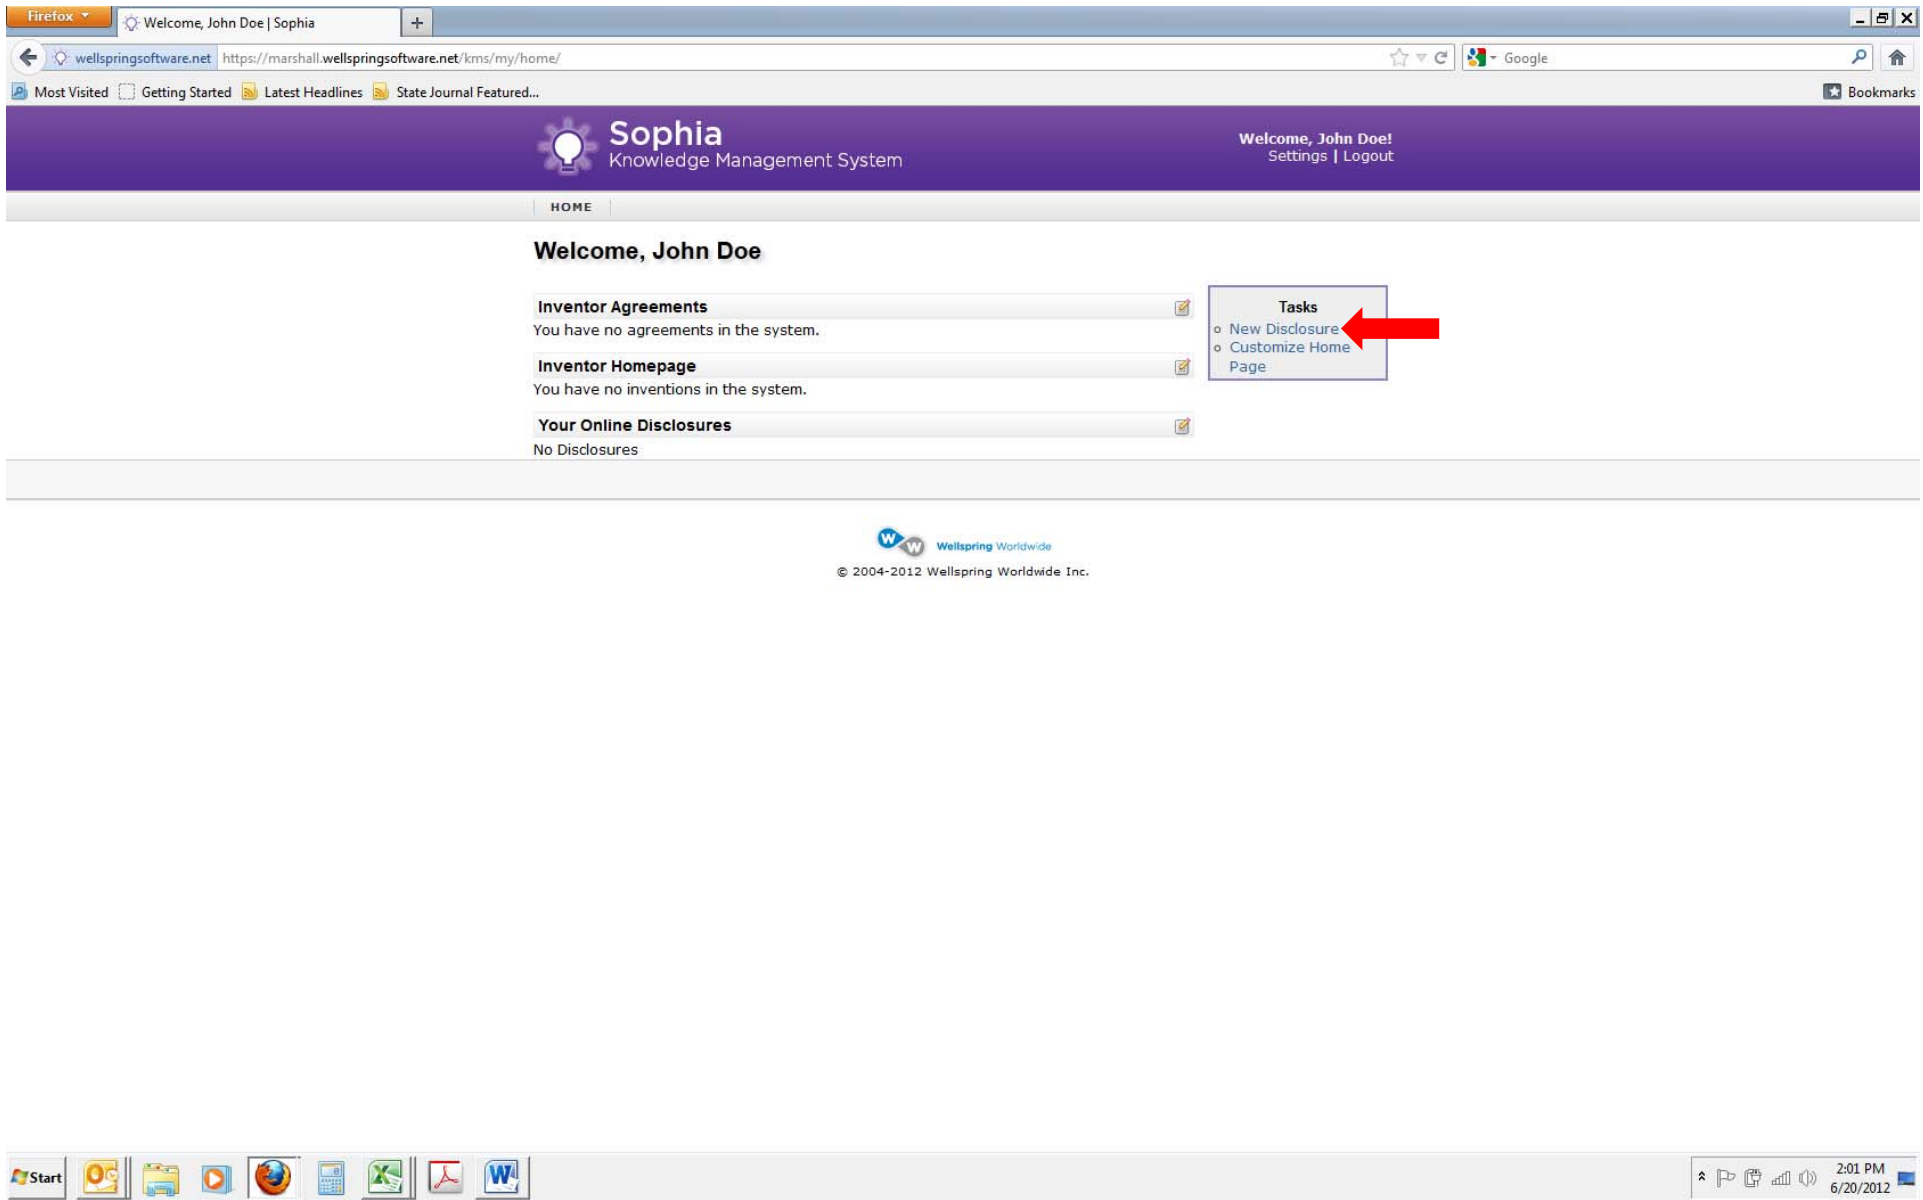 Firefox
Welcome, John Doe | Sophia
+
wellspringsoftware.net https://marshall.wellspringsoftware.net/kms/my/home/
Google
Most Visited Getting Started Latest Headlines State Journal Featured...
Bookmarks
Sophia
Knowledge Management System
Welcome, John Doe!
Settings | Logout
HOME
Welcome, John Doe
Inventor Agreements
You have no agreements in the system.
Inventor Homepage
You have no inventions in the system.
Your Online Disclosures
No Disclosures
Tasks
New Disclosure
Customize Home
Page
Wellspring Worldwide
© 2004-2012 Wellspring Worldwide Inc.
Start
2:01 PM
6/20/2012